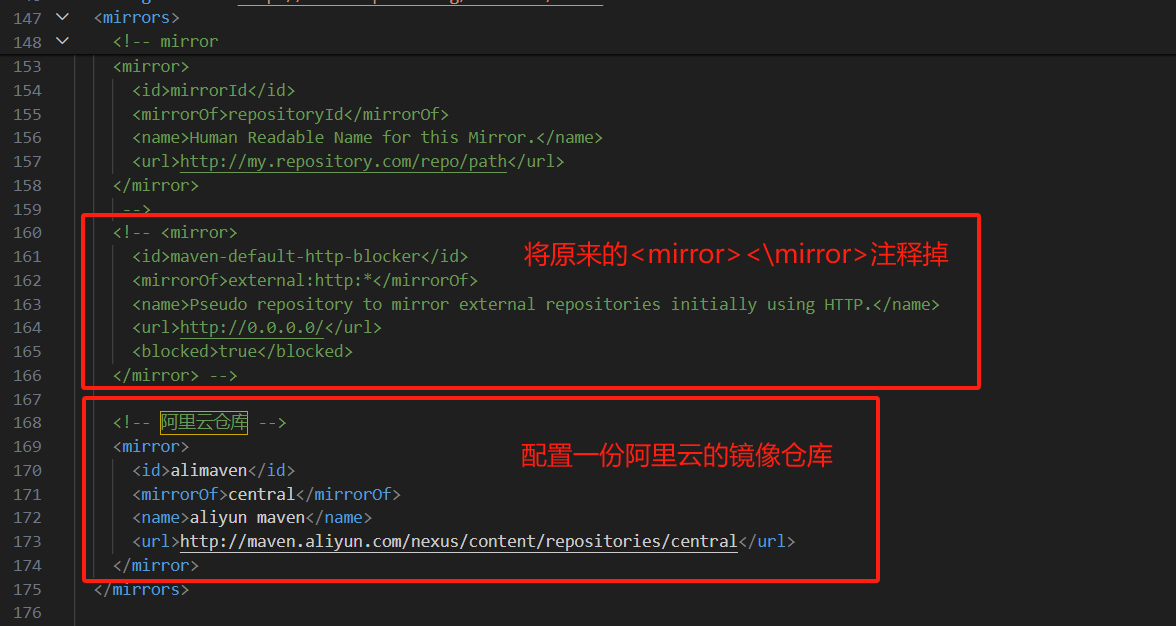 147 <mirrors>
148 <!-- mirror
153 <mirror>
154 <id>mirrorId</id>
155 <mirrorOf>repositoryId</mirrorOf>
156 <name>Human Readable Name for this Mirror.</name>
157 <url>http://my.repository.com/repo/path</url>
158 </mirror>
159 -->
160 <!-- <mirror>
将原来的<mirror><\mirror>注释掉
161 <id>maven-default-http-blocker</id>
162 <mirrorOf>external:http:*</mirrorOf>
163 <name>Pseudo repository to mirror external repositories initially using HTTP.</name>
164 <url>http://0.0.0.0/</url>
165 <blocked>true</blocked>
166 </mirror> -->
167
168 <!-- 阿里云仓库 -->
169 <mirror>
配置一份阿里云的镜像仓库
170 <id>alimaven</id>
171 <mirrorOf>central</mirrorOf>
172 <name>aliyun maven</name>
173 <url>http://maven.aliyun.com/nexus/content/repositories/central</url>
174 </mirror>
175 </mirrors>
176